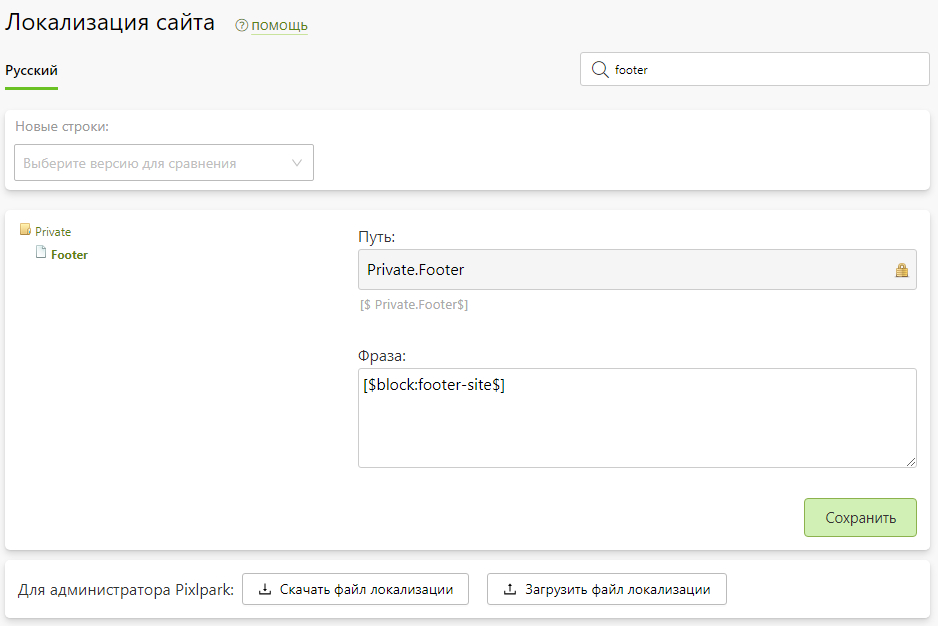 Локализация сайта
? помощь
Русский
footer
Новые строки:
Выберите версию для сравнения
Private
Footer
Путь:
Private.Footer
[$ Private.Footer$]
Фраза:
[$block:footer-site$]
Сохранить
Для администратора Pixlpark:
Скачать файл локализации
Загрузить файл локализации